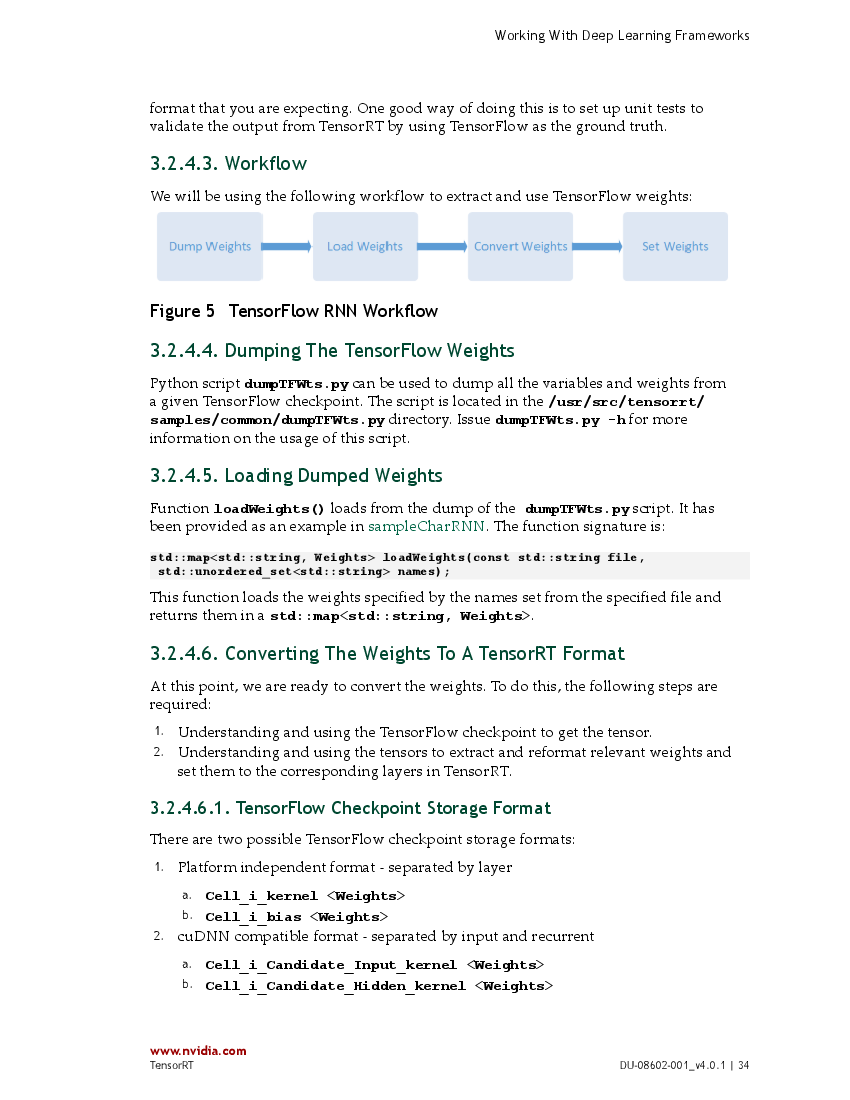 Working With Deep Learning Frameworks
format that you are expecting. One good way of doing this is to set up unit tests to
validate the output from TensorRT by using TensorFlow as the ground truth.
3.2.4.3. Workflow
We will be using the following workflow to extract and use TensorFlow weights:
Dump Weights
Load Weights
Convert Weights
Set Weights
Figure 5 TensorFlow RNN Workflow
3.2.4.4. Dumping The TensorFlow Weights
Python script dumpTFWts.py can be used to dump all the variables and weights from
a given TensorFlow checkpoint. The script is located in the /usr/src/tensorrt/
samples/common/dumpTFWts.py directory. Issue dumpTFWts.py -h for more
information on the usage of this script.
3.2.4.5. Loading Dumped Weights
Function loadWeights() loads from the dump of the dumpTFWts.py script. It has
been provided as an example in sampleCharRNN. The function signature is:
std::map<std::string, Weights> loadWeights(const std::string file,
std::unordered_set<std::string> names);
This function loads the weights specified by the names set from the specified file and
returns them in a std::map<std::string, Weights>.
3.2.4.6. Converting The Weights To A TensorRT Format
At this point, we are ready to convert the weights. To do this, the following steps are
required:
1. Understanding and using the TensorFlow checkpoint to get the tensor.
2. Understanding and using the tensors to extract and reformat relevant weights and
set them to the corresponding layers in TensorRT.
3.2.4.6.1. TensorFlow Checkpoint Storage Format
There are two possible TensorFlow checkpoint storage formats:
1. Platform independent format - separated by layer
a. Cell_i_kernel <Weights>
b. Cell_i_bias <Weights>
2. cuDNN compatible format - separated by input and recurrent
a. Cell_i_Candidate_Input_kernel <Weights>
b. Cell_i_Candidate_Hidden_kernel <Weights>
www.nvidia.com
TensorRT
DU-08602-001_v4.0.1 | 34